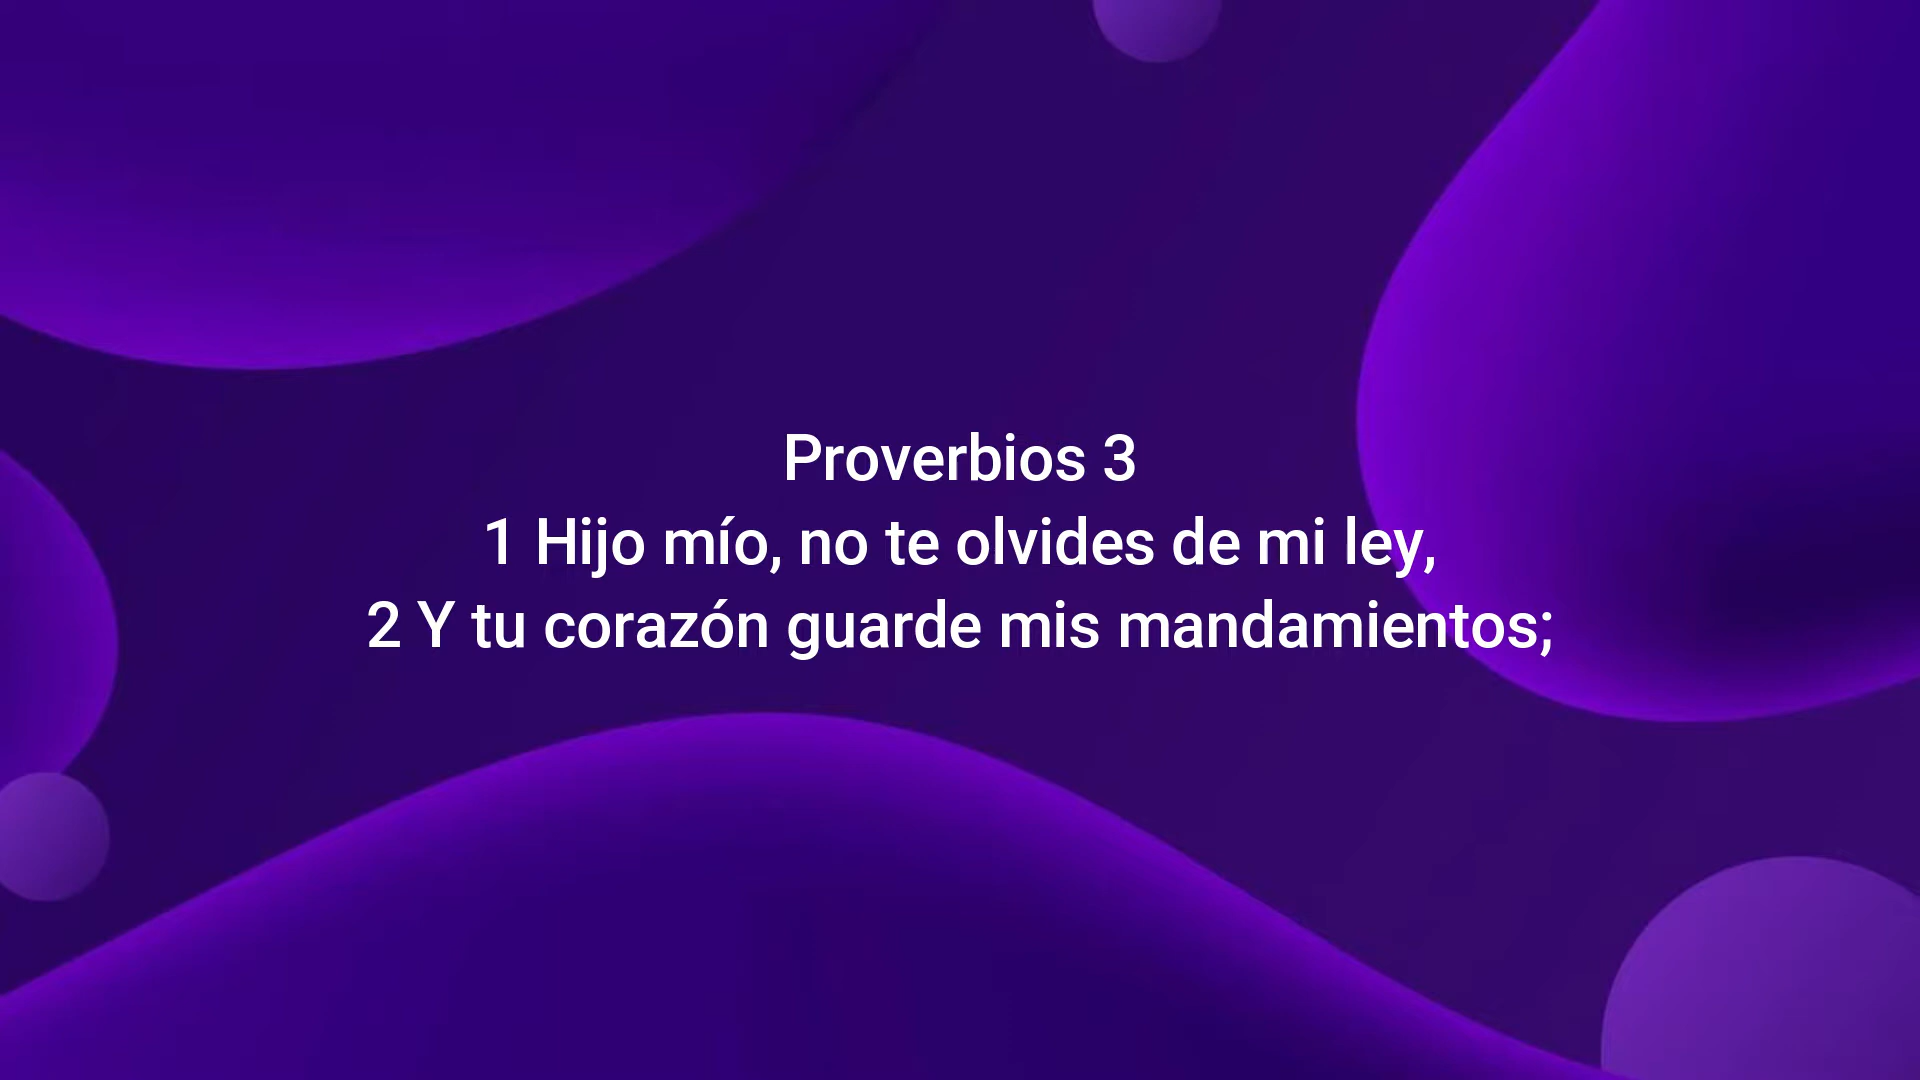 Proverbios 3
1 Hijo mío, no te olvides de mi ley,
2 Y tu corazón guarde mis mandamientos;